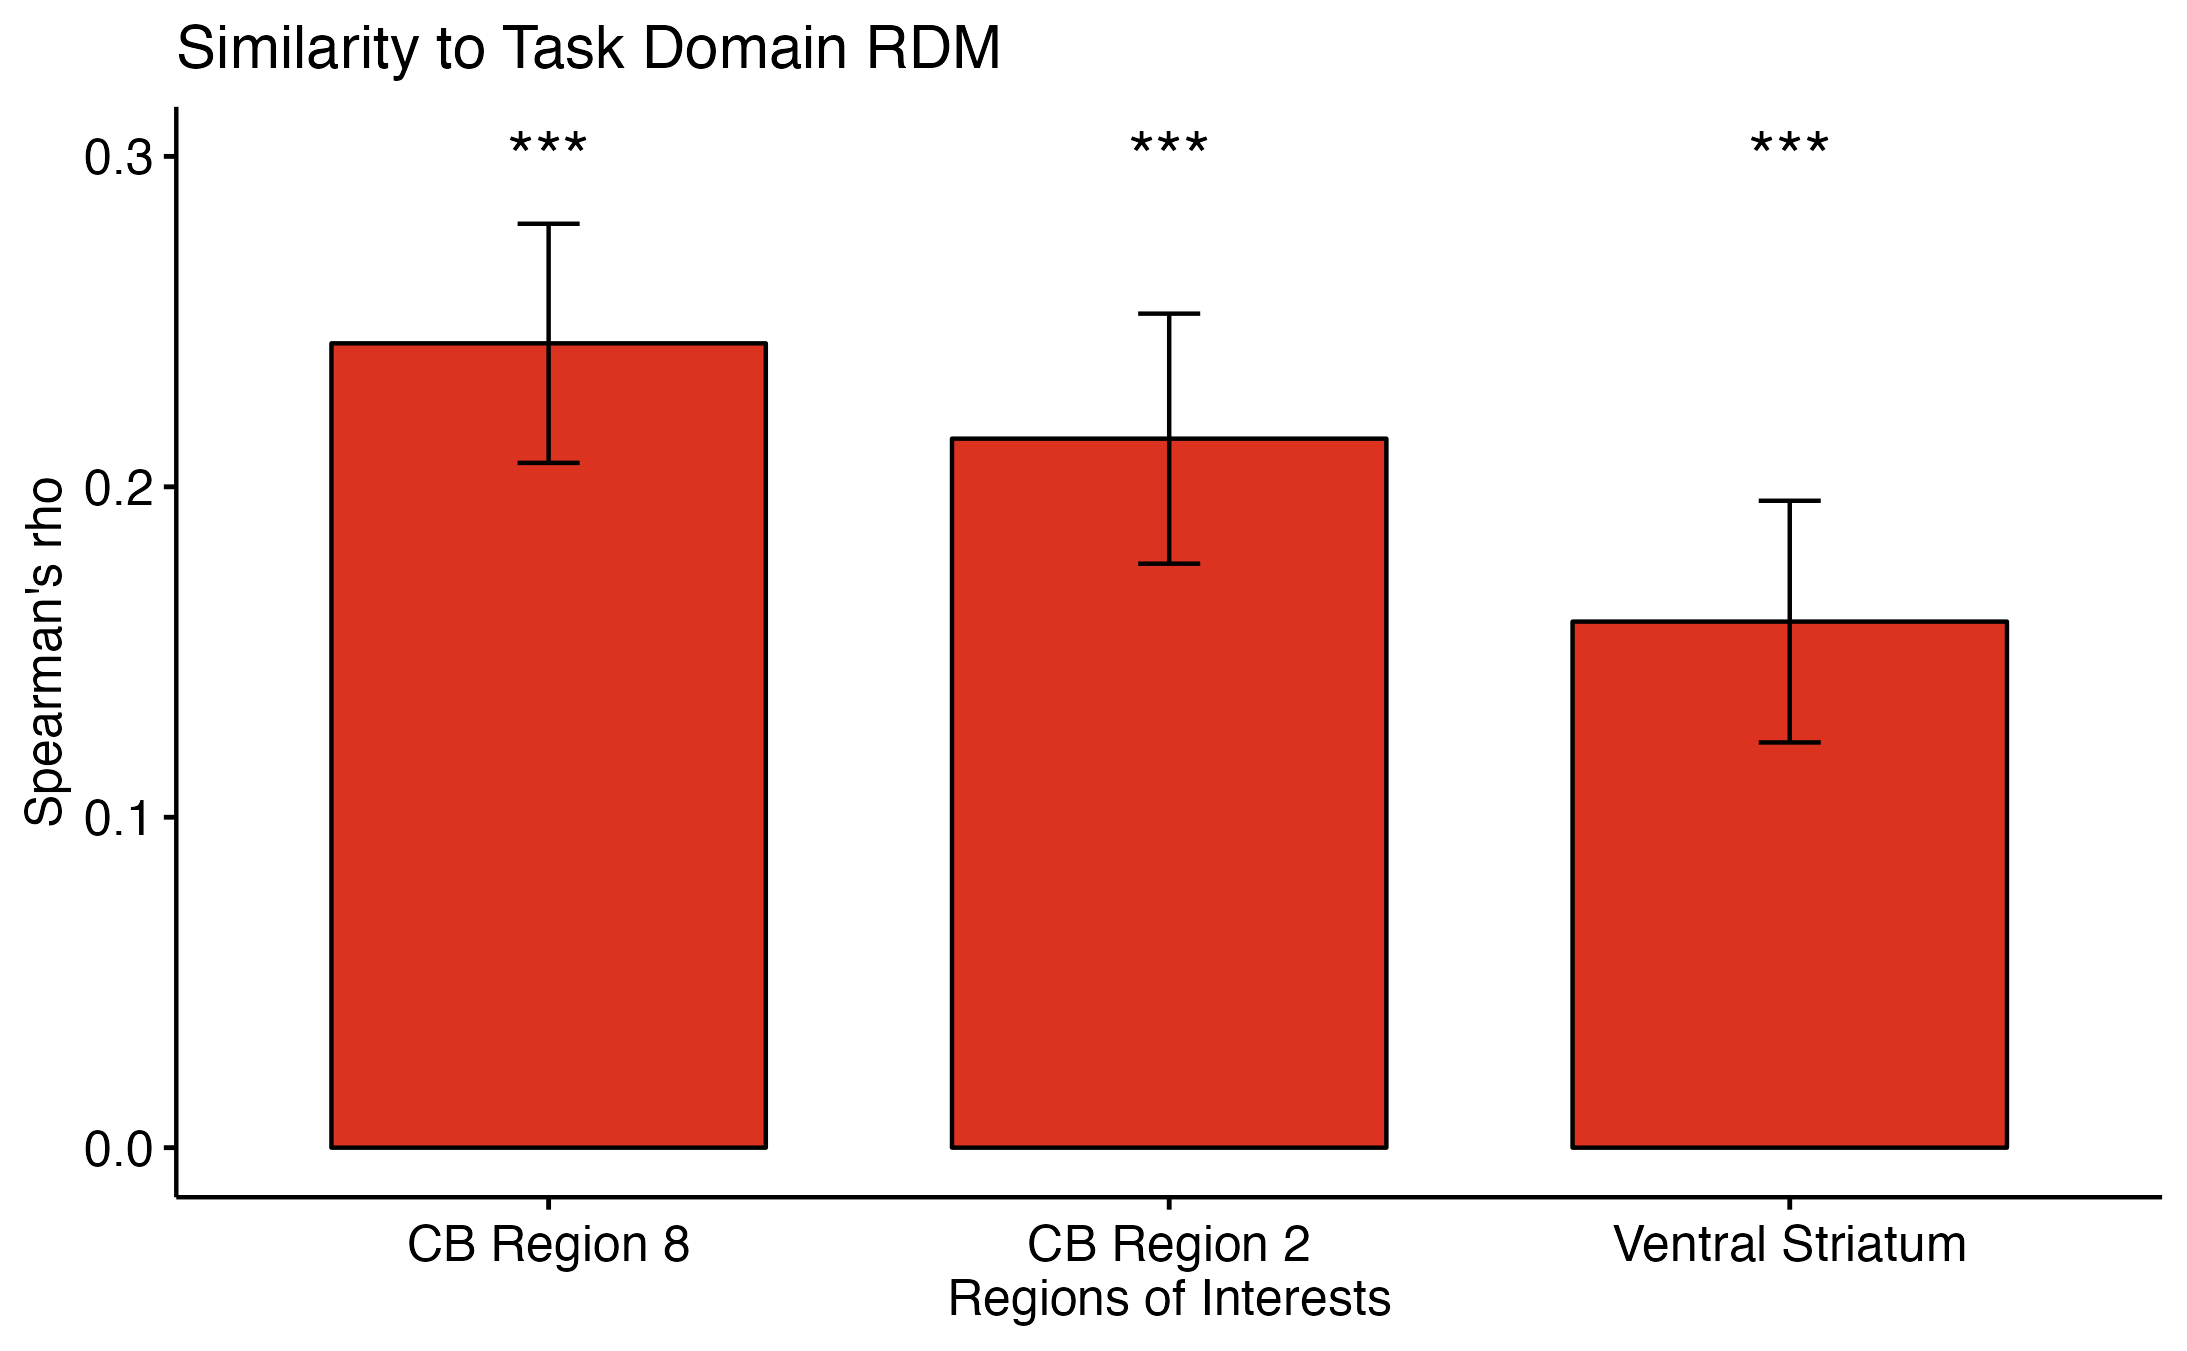 Similarity to Task Domain RDM
*** *** ***
0.3
0.2
0.1
0.0
Spearman's rho
CB Region 8 CB Region 2 Ventral Striatum
Regions of Interests